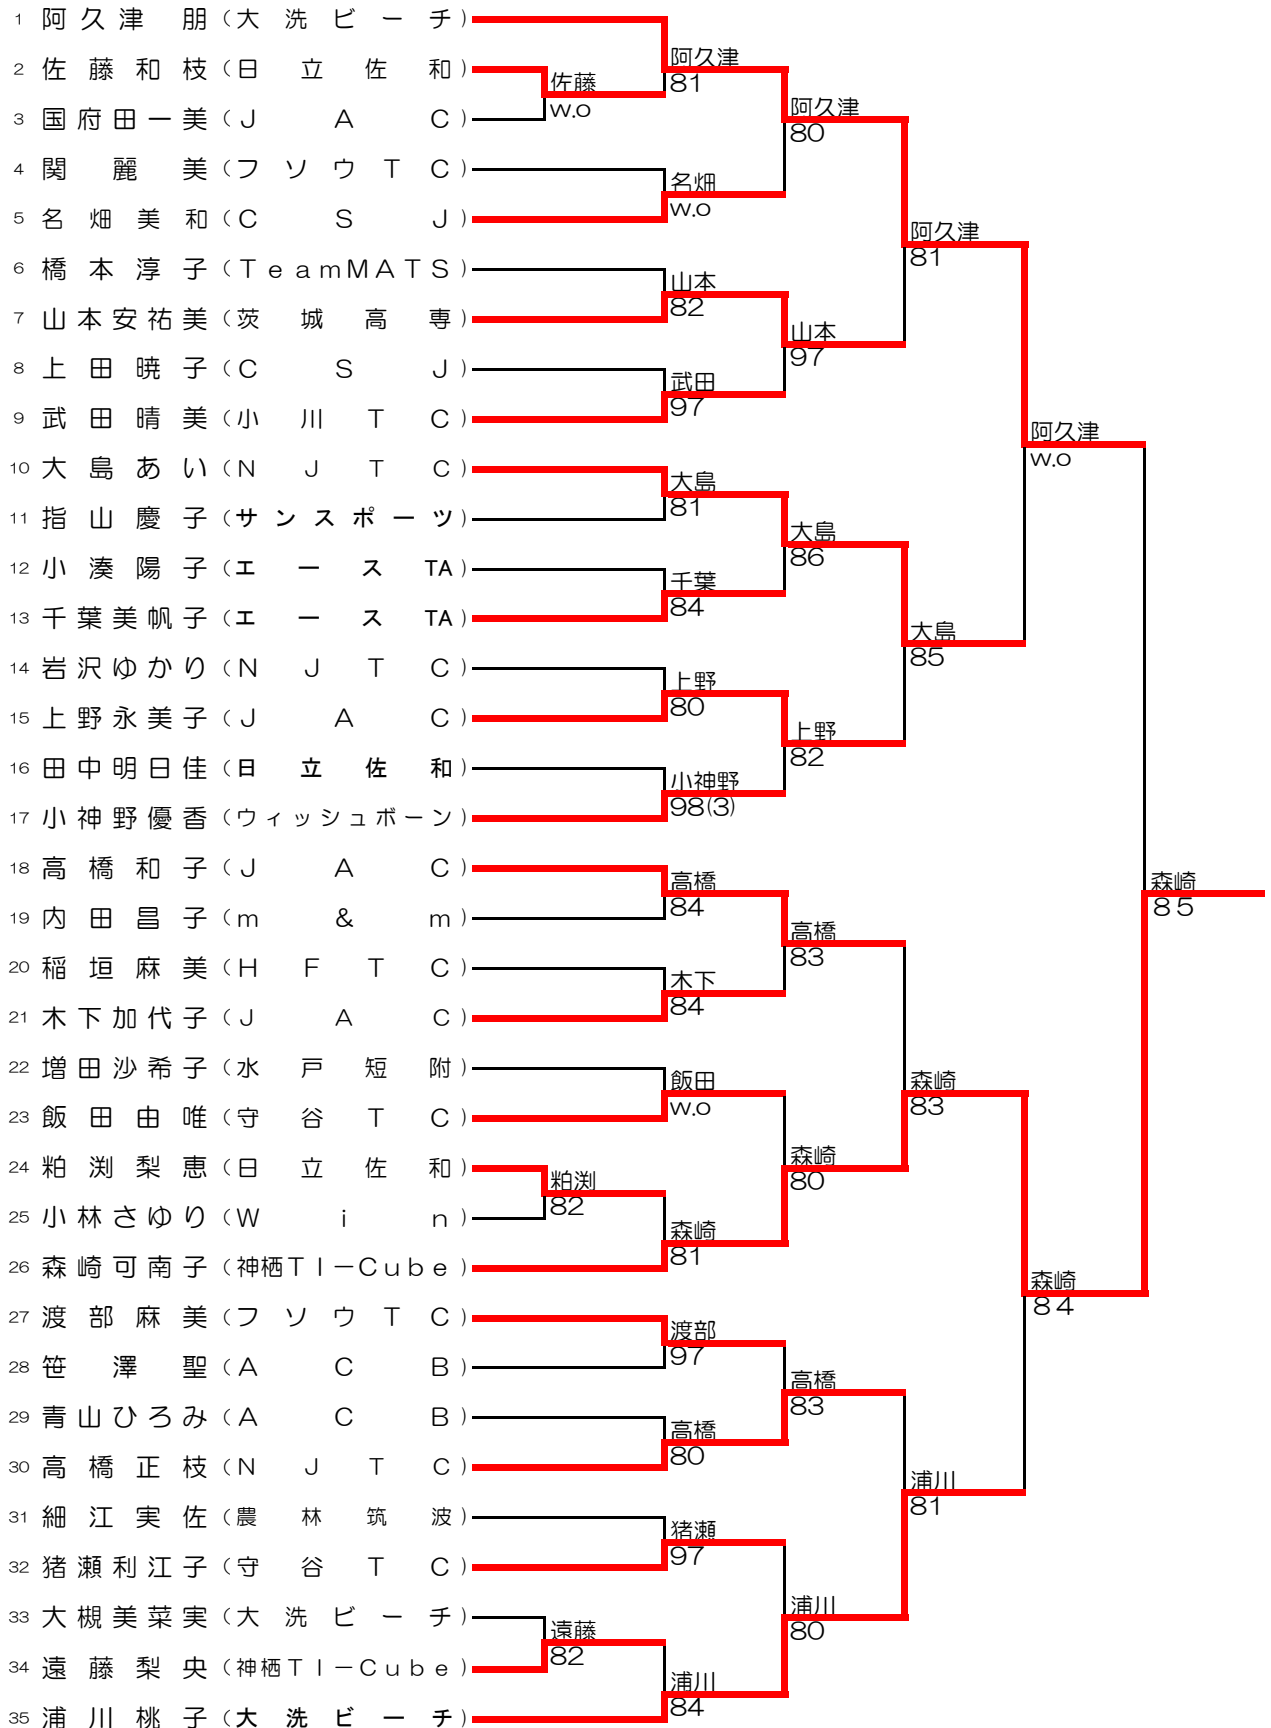 1 阿久津 朋 (大洗ビーチ)
2 佐藤和枝 (日立佐和)
3 国府田一美 (JAC)
4 関 麗美 (フソウTC)
5 名畑美和 (CSJ)
6 橋本淳子 (TeamMATS)
7 山本安祐美 (茨城高専)
8 上田暁子 (CSJ)
9 武田晴美 (小川TC)
10 大島あい (NJTC)
11 指山慶子 (サンスポーツ)
12 小湊陽子 (エースTA)
13 千葉美帆子 (エースTA)
14 岩沢ゆかり (NJTC)
15 上野永美子 (JAC)
16 田中明日佳 (日立佐和)
17 小神野優香 (ウィッシュボーン)
18 高橋和子 (JAC)
19 内田昌子 (m&m)
20 稲垣麻美 (HFTC)
21 木下加代子 (JAC)
22 増田沙希子 (水戸短附)
23 飯田由唯 (守谷TC)
24 粕渕梨恵 (日立佐和)
25 小林さゆり (Win)
26 森崎可南子 (神栖TI-Cube)
27 渡部麻美 (フソウTC)
28 笹澤聖 (ACB)
29 青山ひろみ (ACB)
30 高橋正枝 (NJTC)
31 細江実佐 (農林筑波)
32 猪瀬利江子 (守谷TC)
33 大槻美菜実 (大洗ビーチ)
34 遠藤梨央 (神栖TI-Cube)
35 浦川桃子 (大洗ビーチ)
佐藤
w.o
粕渕
82
遠藤
82
阿久津
81
名畑
w.o
山本
82
武田
97
大島
81
千葉
84
上野
80
小神野
98(3)
高橋
84
木下
84
飯田
w.o
森崎
81
渡部
97
高橋
80
猪瀬
97
浦川
84
阿久津
80
山本
97
大島
86
上野
82
高橋
83
森崎
80
高橋
83
浦川
80
阿久津
81
大島
85
森崎
83
浦川
81
阿久津
w.o
森崎
84
森崎
85